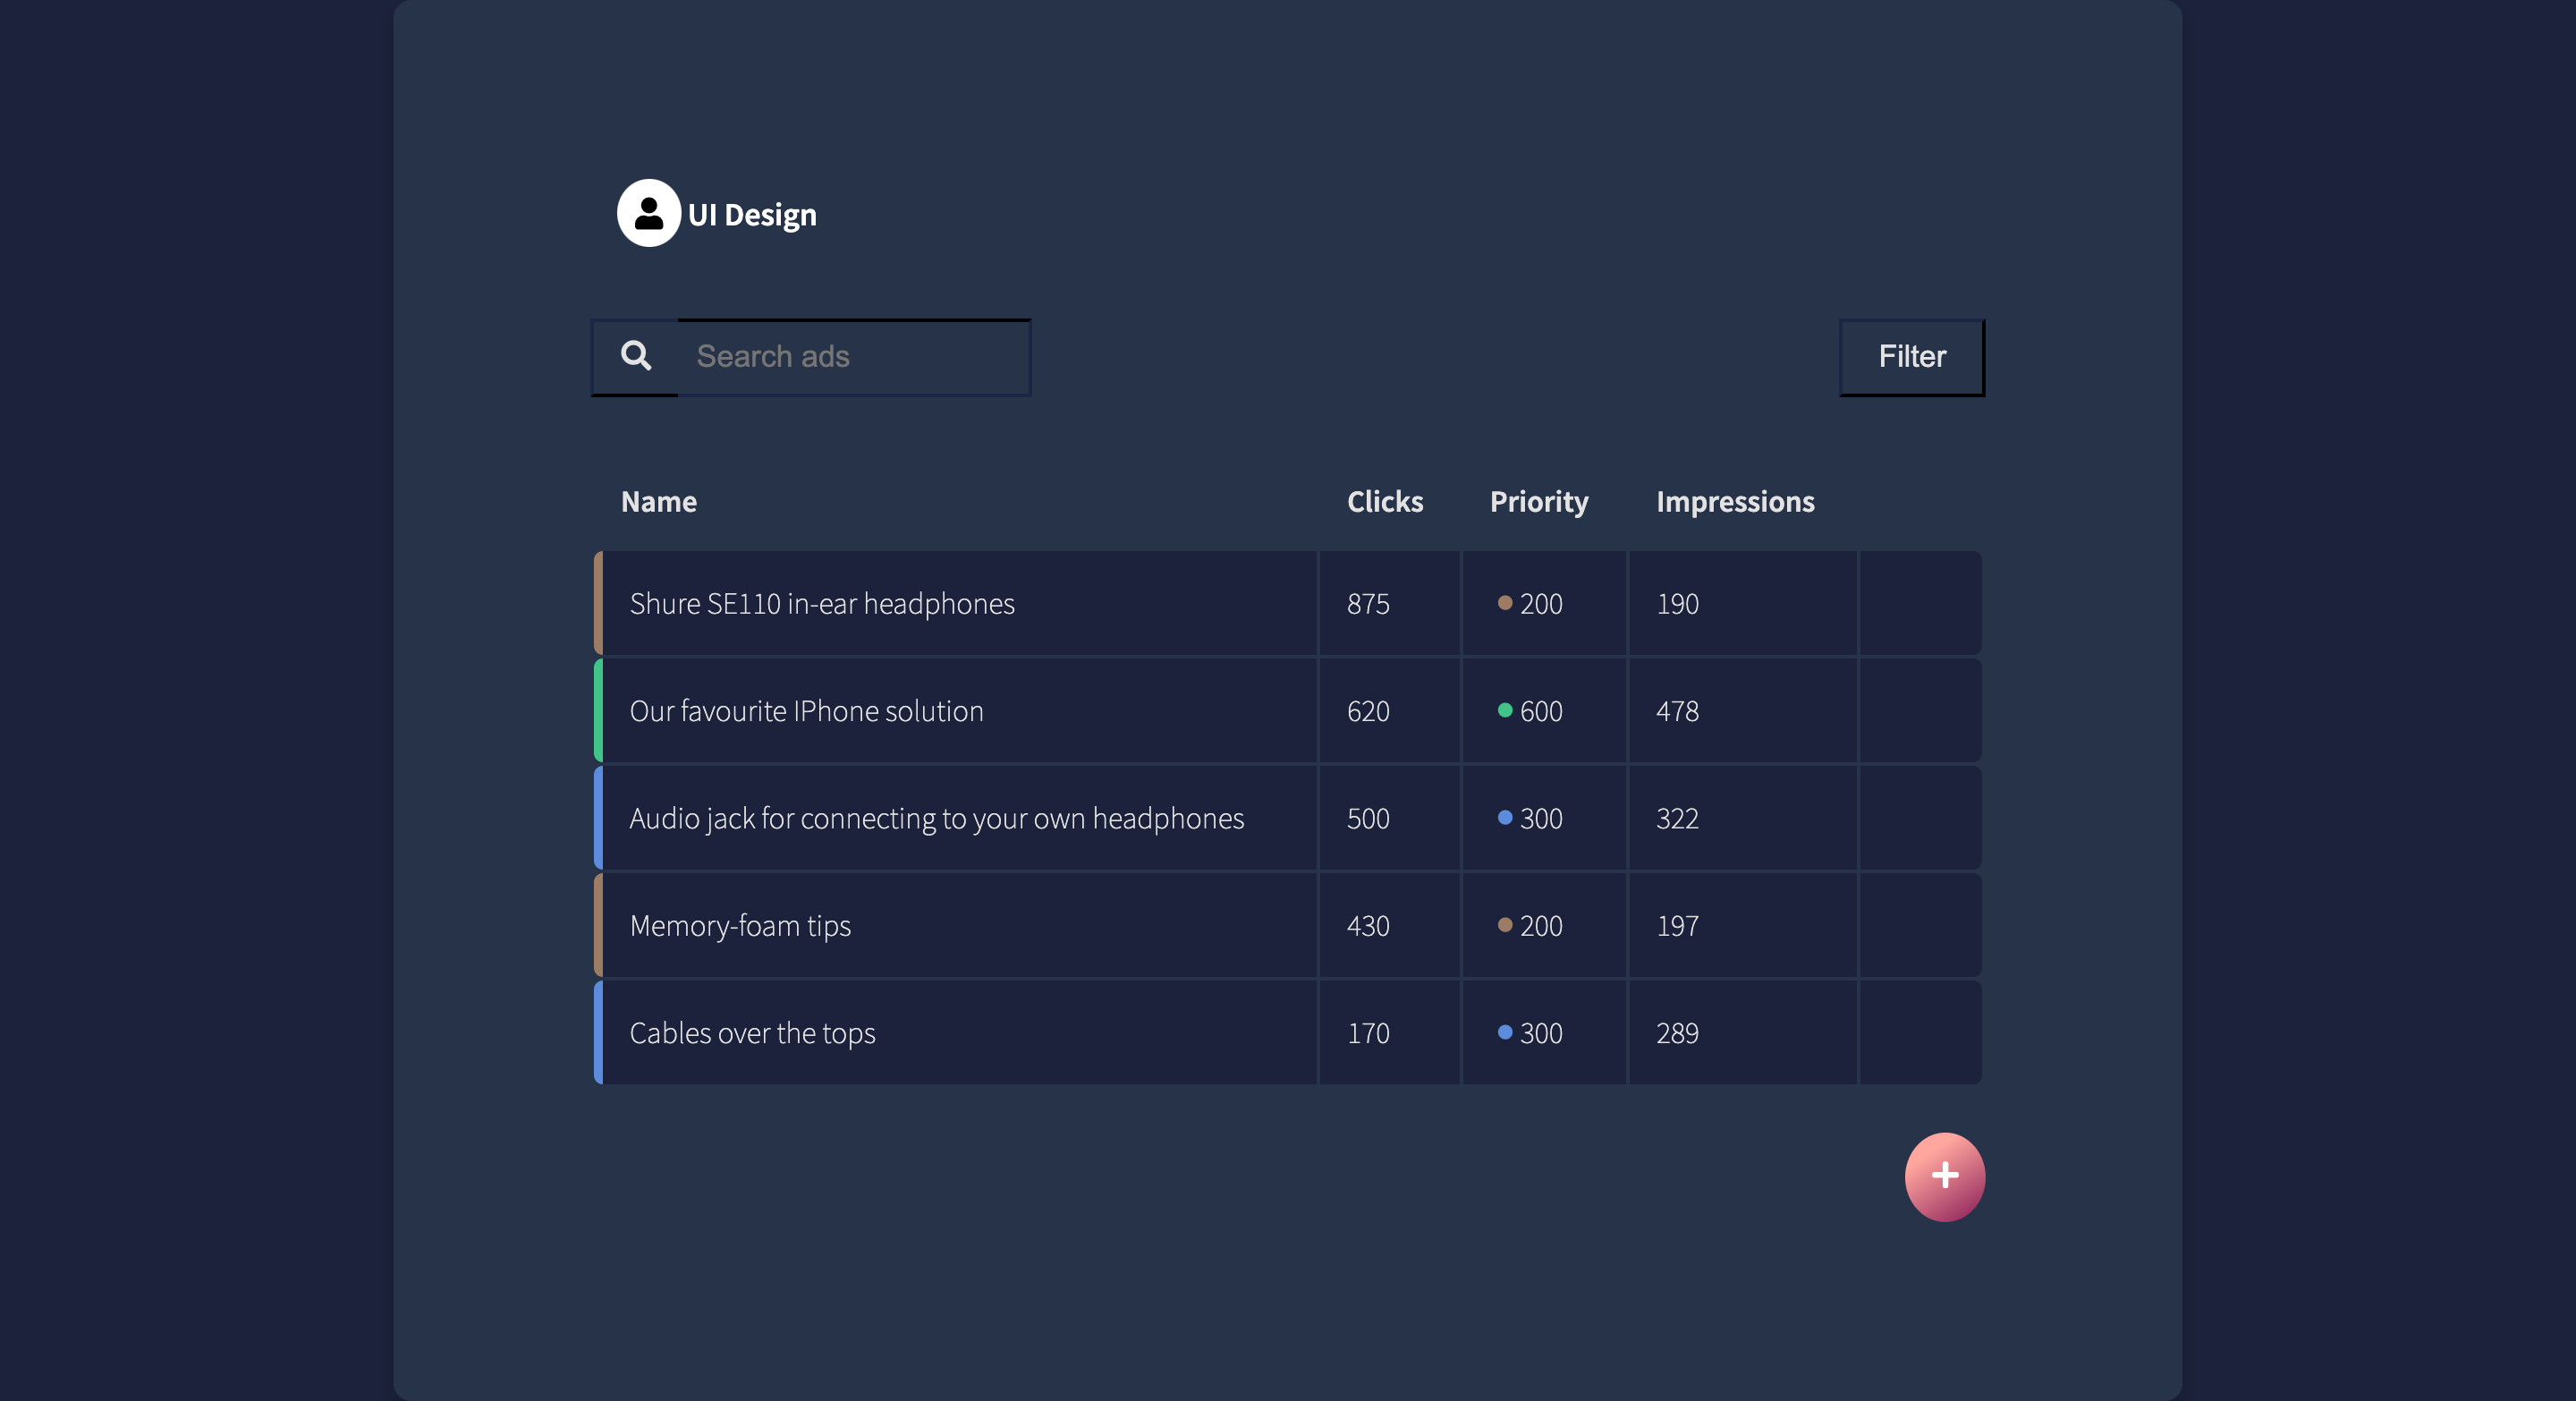 UI Design
Search ads
Filter
Name Clicks Priority Impressions
Shure SE110 in-ear headphones 875 200 190
Our favourite IPhone solution 620 600 478
Audio jack for connecting to your own headphones 500 300 322
Memory-foam tips 430 200 197
Cables over the tops 170 300 289